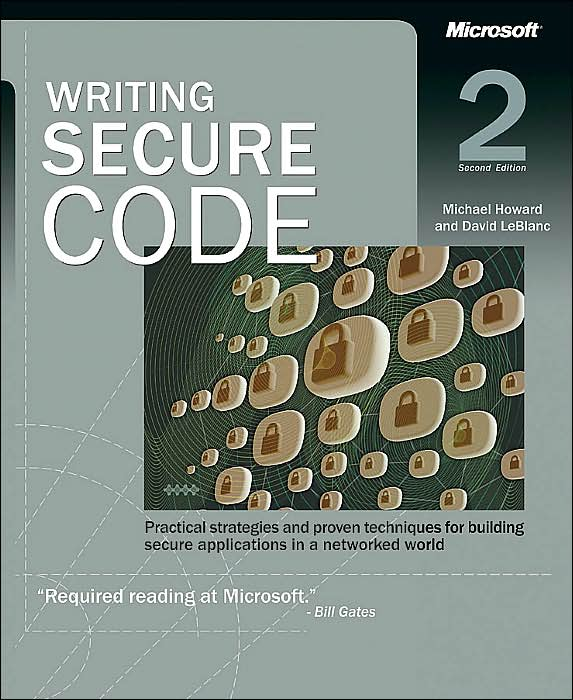 Microsoft®
2
Second Edition
Michael Howard
and David LeBlanc
WRITING
SECURE
CODE
Practical strategies and proven techniques for building
secure applications in a networked world
“Required reading at Microsoft.”
- Bill Gates